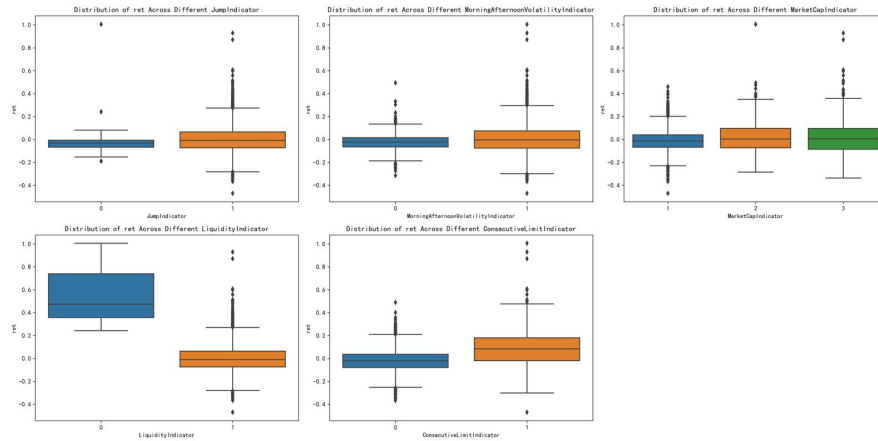 Distribution of ret Across Different JumpIndicator
1.0
0.8
0.6
0.4
0.2
0.0
-0.2
-0.4
ret
0 1
JumpIndicator
Distribution of ret Across Different MorningAfternoonVolatilityIndicator
1.0
0.8
0.6
0.4
0.2
0.0
-0.2
-0.4
ret
0 1
MorningAfternoonVolatilityIndicator
Distribution of ret Across Different MarketCapIndicator
1.0
0.8
0.6
0.4
0.2
0.0
-0.2
-0.4
ret
1 2 3
MarketCapIndicator
Distribution of ret Across Different LiquidityIndicator
1.0
0.8
0.6
0.4
0.2
0.0
-0.2
-0.4
ret
0 1
LiquidityIndicator
Distribution of ret Across Different ConsecutiveLimitIndicator
1.0
0.8
0.6
0.4
0.2
0.0
-0.2
-0.4
ret
0 1
ConsecutiveLimitIndicator